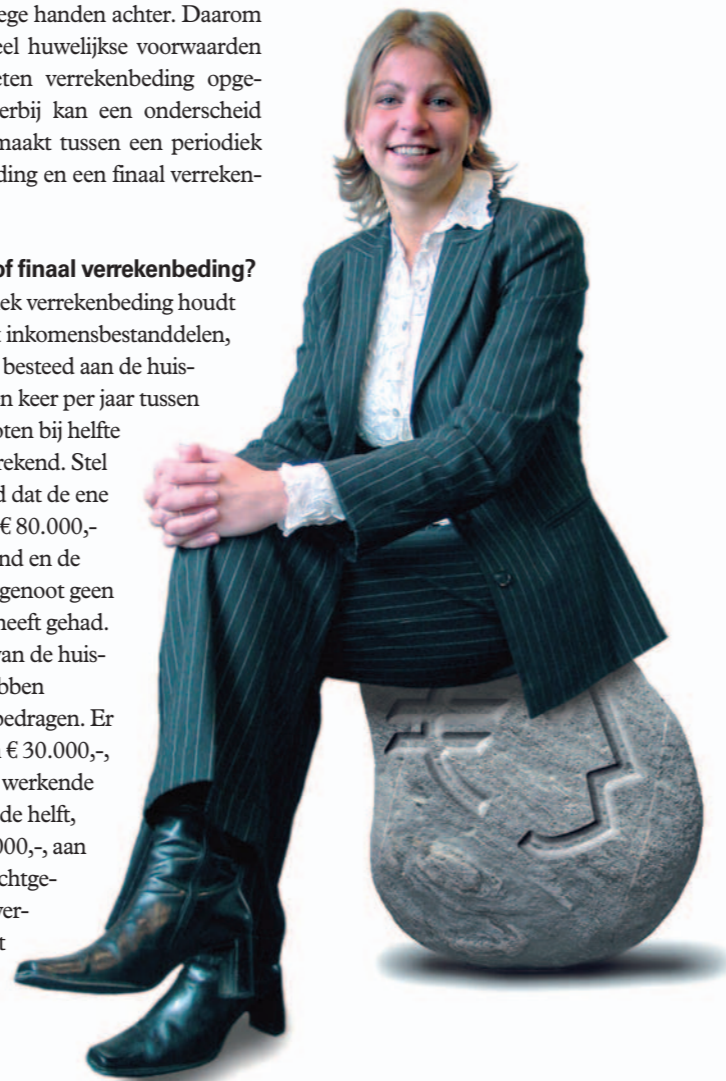 ege handen achter. Daarom
eel huwelijkse voorwaarden
eten verrekenbeding opge-
erbij kan een onderscheid
maakt tussen een periodiek
ding en een finaal verreken-
of finaal verrekenbeding?
ek verrekenbeding houdt
t inkomensbestanddelen,
besteed aan de huis-
n keer per jaar tussen
oten bij helfte
rekend. Stel
d dat de ene
€ 80.000,-
nd en de
genoot geen
heeft gehad.
van de huis-
bben
bedragen. Er
n € 30.000,-,
werkende
de helft,
000,-, aan
chtge-
ver-
t